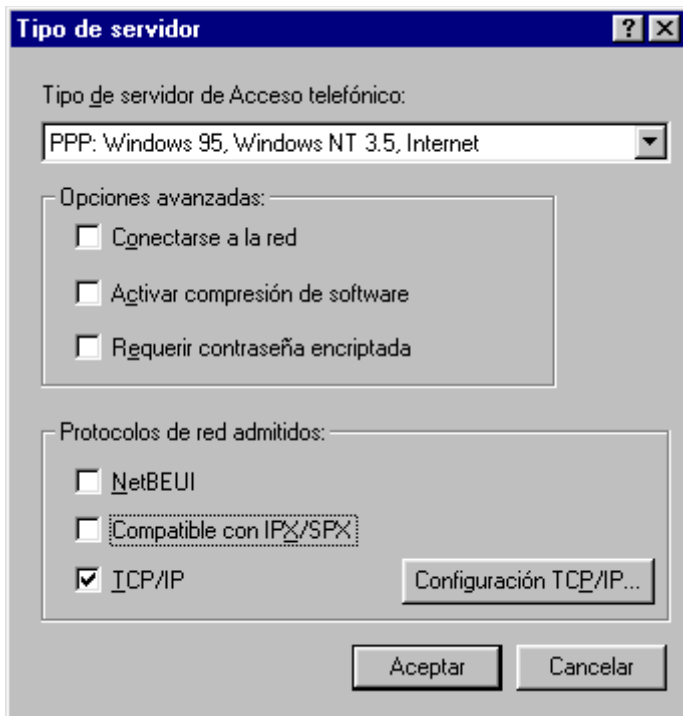 Tipo de servidor
Tipo de servidor de Acceso telefónico:
PPP: Windows 95, Windows NT 3.5, Internet
Opciones avanzadas:
Conectarse a la red
Activar compresión de software
Requerir contraseña encriptada
Protocolos de red admitidos:
NetBEUI
Compatible con IPX/SPX
TCP/IP
Configuración TCP/IP...
Aceptar
Cancelar